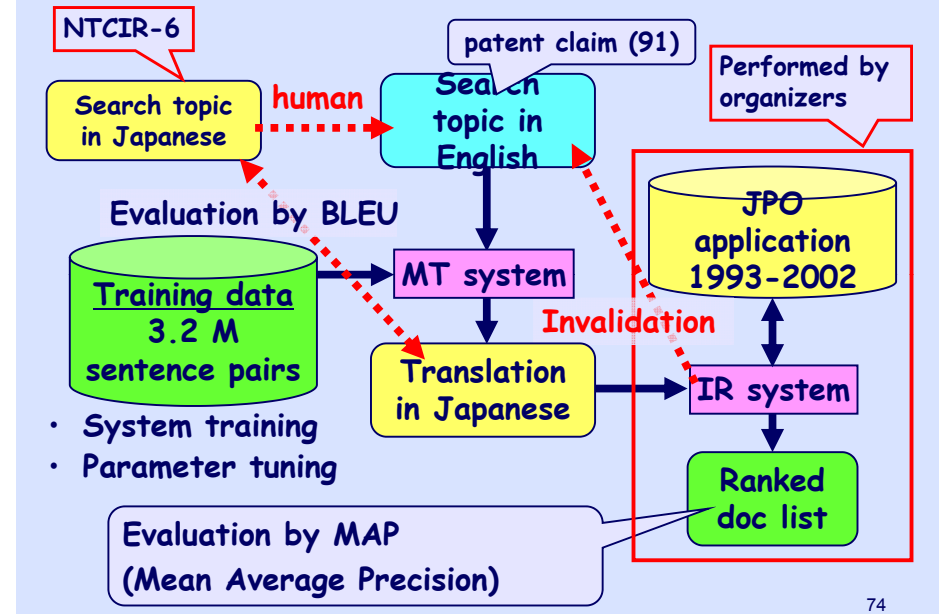 NTCIR-6
patent claim (91)
Performed by
organizers
Search topic
in Japanese
human
Search
topic in
English
JPO
application
1993-2002
Evaluation by BLEU
MT system
Training data
3.2 M
sentence pairs
Invalidation
Translation
in Japanese
IR system
・ System training
・ Parameter tuning
Ranked
doc list
Evaluation by MAP
(Mean Average Precision)
74